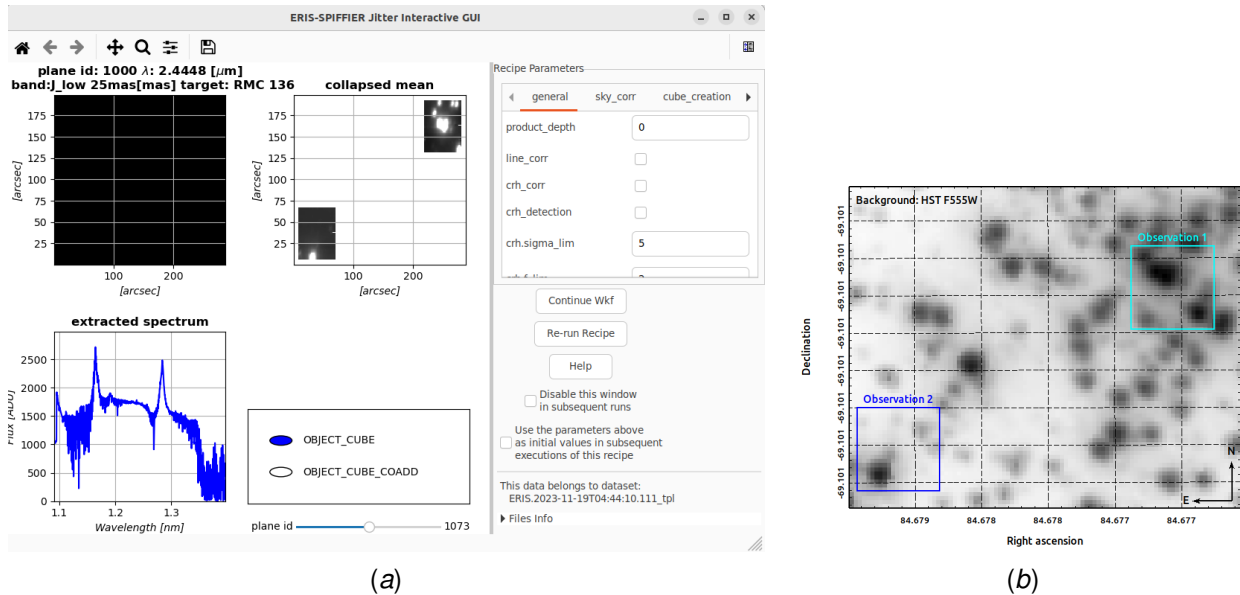 ERIS-SPIFFIER Jitter Interactive GUI
plane id: 1000 λ: 2.4448 [μm]
band:J_low 25mas[mas] target: RMC 136
collapsed mean
175
150
125
100
75
50
25
[arcsec]
100
200
[arcsec]
175
150
125
100
75
50
25
[arcsec]
100
200
[arcsec]
extracted spectrum
2500
2000
1500
1000
500
0
Flux [ADU]
1.1
1.2
1.3
Wavelength [nm]
OBJECT_CUBE
OBJECT_CUBE_COADD
plane id
1073
Recipe Parameters
general sky_corr cube_creation
product_depth 0
line_corr
crh_corr
crh_detection
crh.sigma_lim 5
Continue Wkf
Re-run Recipe
Help
Disable this window
in subsequent runs
Use the parameters above
as initial values in subsequent
executions of this recipe
This data belongs to dataset:
ERIS.2023-11-19T04:44:10.111_tpl
Files Info
(a)
Background: HST F555W
Observation 1
Observation 2
N
E
Declination
-69.101
-69.101
-69.101
-69.101
-69.101
-69.101
-69.101
-69.101
84.679
84.678
84.678
84.677
84.677
Right ascension
(b)